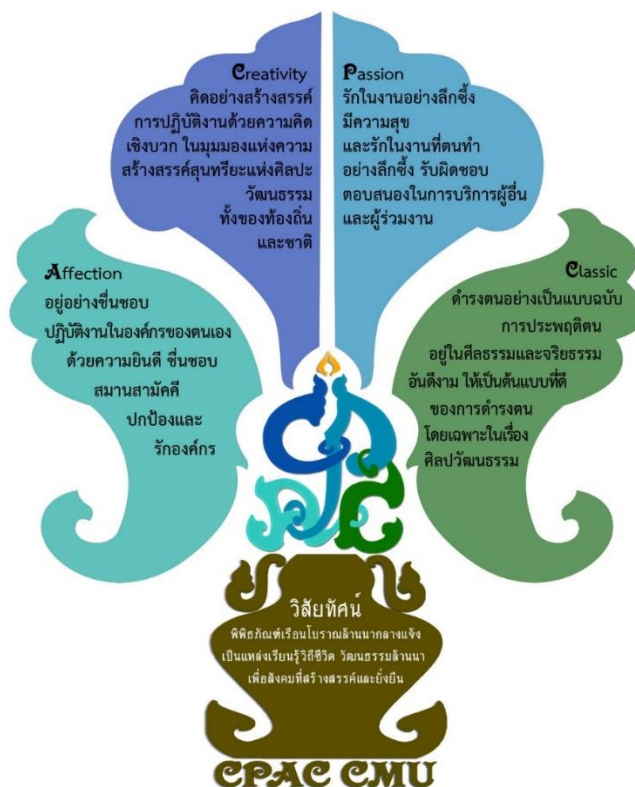 Creativity
คิดอย่างสร้างสรรค์
การปฏิบัติงานด้วยความคิด
เชิงบวก ในมุมมองแห่งความ
สร้างสรรค์สุนทรียะแห่งศิลปะ
วัฒนธรรม
ทั้งของท้องถิ่น
และชาติ
Passion
รักในงานอย่างลึกซึ้ง
มีความสุข
และรักในงานที่ตนทำ
อย่างลึกซึ้ง รับผิดชอบ
ตอบสนองในการบริการผู้อื่น
และผู้ร่วมงาน
Affection
อยู่อย่างชื่นชอบ
ปฏิบัติงานในองค์กรของตนเอง
ด้วยความยินดี ชื่นชอบ
สมานสามัคคี
ปกป้องและ
รักองค์กร
Classic
ดำรงตนอย่างเป็นแบบฉบับ
การประพฤติตน
อยู่ในศีลธรรมและจริยธรรม
อันดีงาม ให้เป็นต้นแบบที่ดี
ของการดำรงตน
โดยเฉพาะในเรื่อง
ศิลปวัฒนธรรม
วิสัยทัศน์
พิพิธภัณฑ์เรือนโบราณล้านนากลางแจ้ง
เป็นแหล่งเรียนรู้วิถีชีวิต วัฒนธรรมล้านนา
เพื่อสังคมที่สร้างสรรค์และยั่งยืน
CPAC CMU